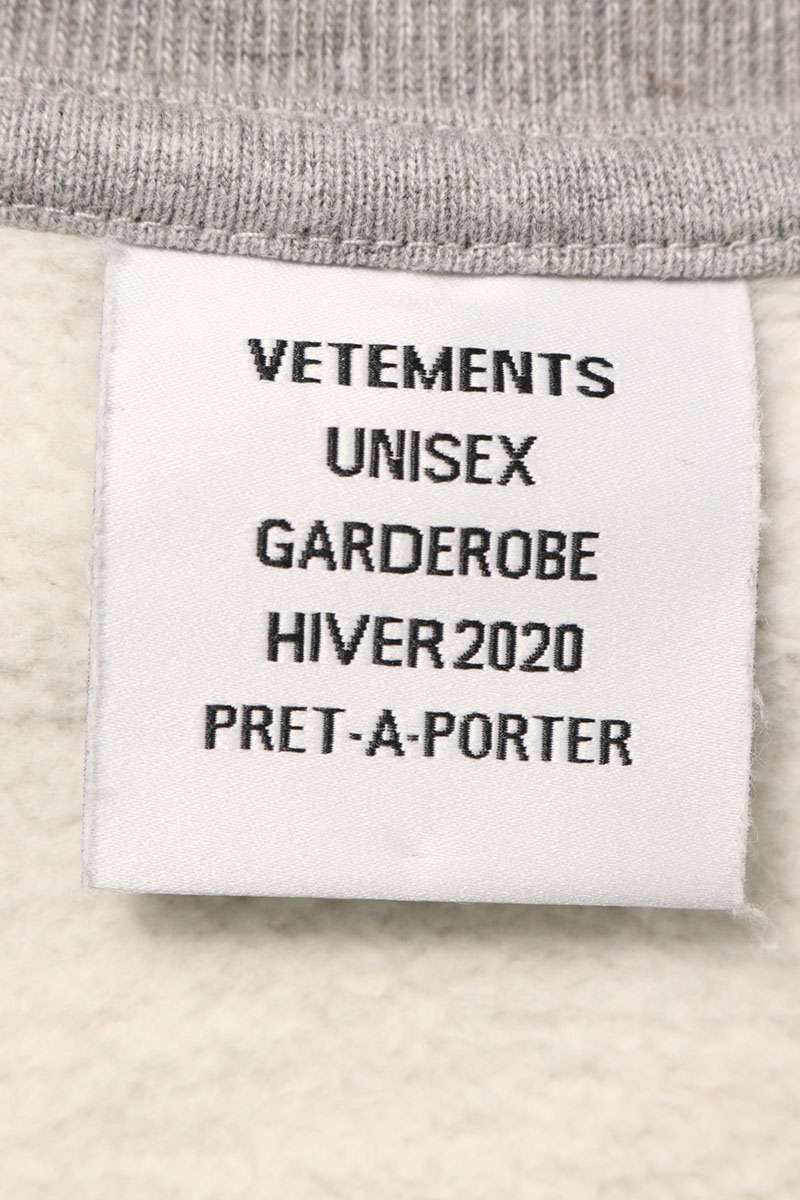 VETEMENTS
UNISEX
GARDEROBE
HIVER 2020
PRET-A-PORTER